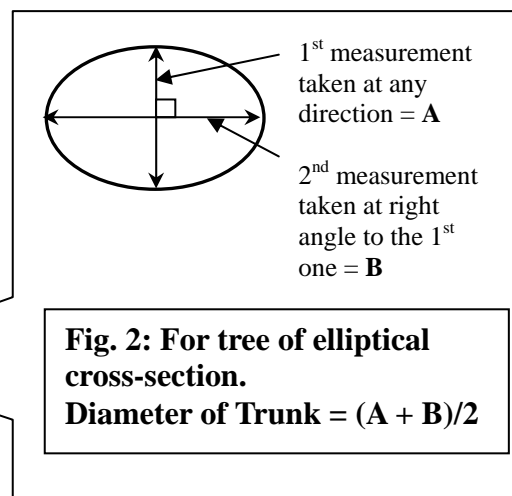 1st measurement
taken at any
direction = A
2nd measurement
taken at right
angle to the 1st
one = B
Fig. 2: For tree of elliptical
cross-section.
Diameter of Trunk = (A + B)/2